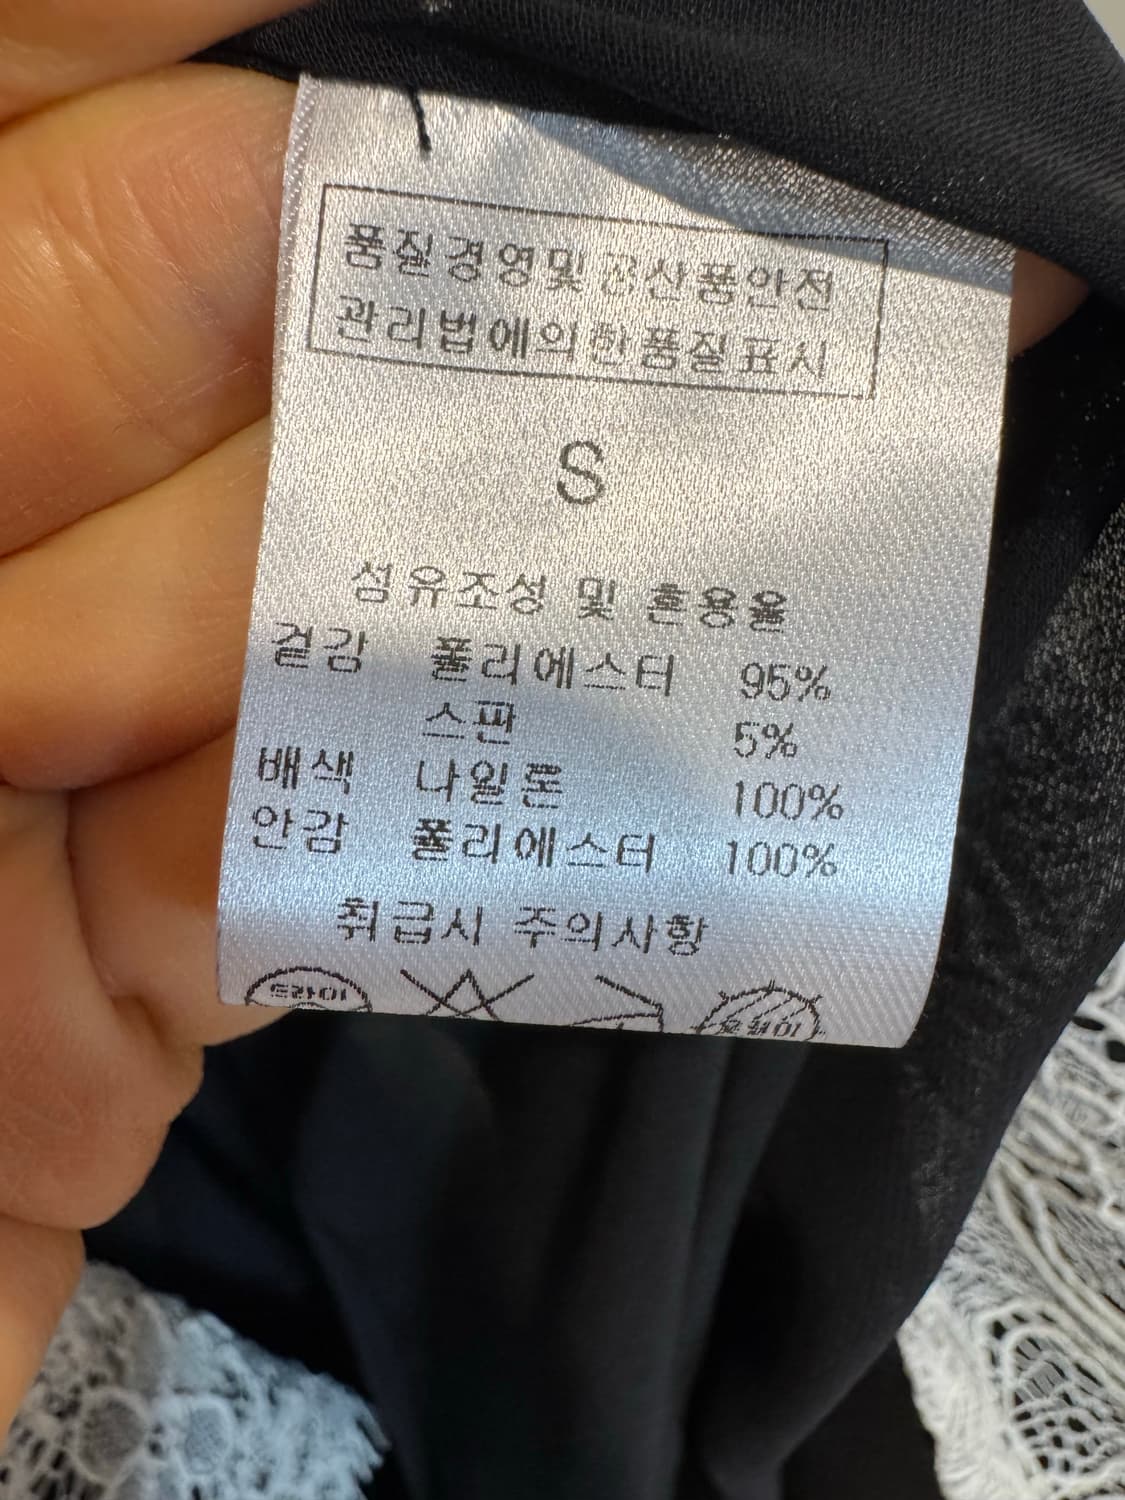 품질경영및공산품안전
관리법에의한품질표시
S
섬유조성 및 혼용율
겉감 폴리에스터 95%
스판 5%
배색 나일론 100%
안감 폴리에스터 100%
취급시 주의사항
드라이